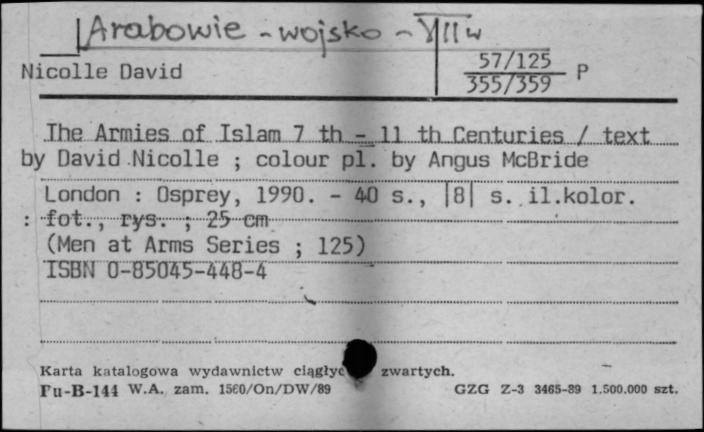 Arabowie - wojsko - VII w
Nicolle David
57/125
355/359 P
The Armies of Islam 7 th - 11 th Centuries / text
by David Nicolle ; colour pl. by Angus McBride
London : Osprey, 1990. - 40 s., |8| s. il.kolor.
: fot., rys. ; 25 cm
(Men at Arms Series ; 125)
ISBN 0-85045-448-4
Karta katalogowa wydawnictw ciągłyc zwartych.
Fu-B-144 W.A. zam. 1560/On/DW/89 GZG Z-3 3465-89 1.500.000 szt.